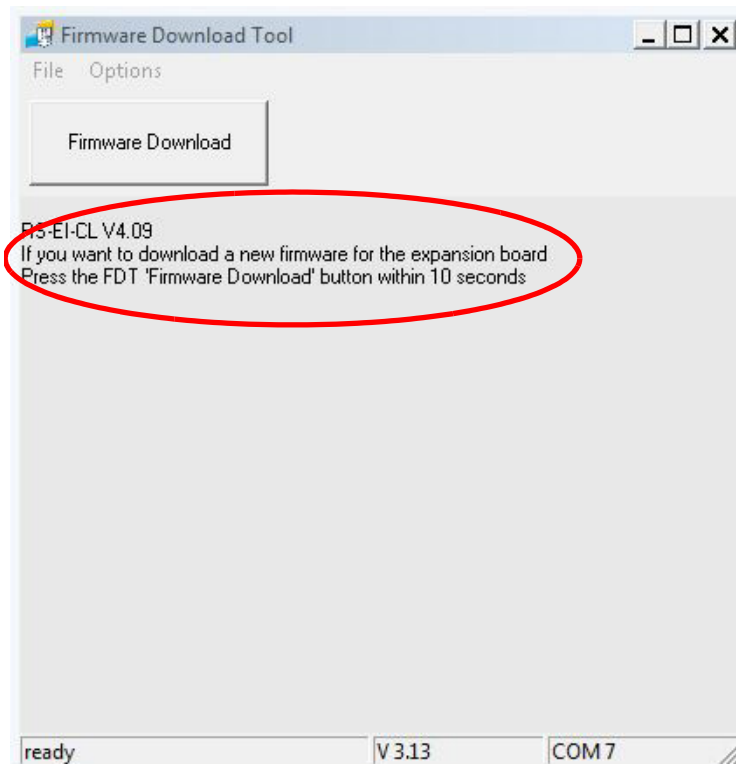 Firmware Download Tool
File Options
Firmware Download
RS-EI-CL V4.09
If you want to download a new firmware for the expansion board
Press the FDT 'Firmware Download' button within 10 seconds
ready V 3.13 COM 7